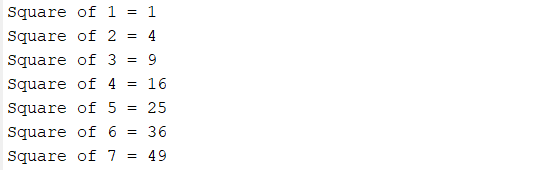 Square of 1 = 1
Square of 2 = 4
Square of 3 = 9
Square of 4 = 16
Square of 5 = 25
Square of 6 = 36
Square of 7 = 49